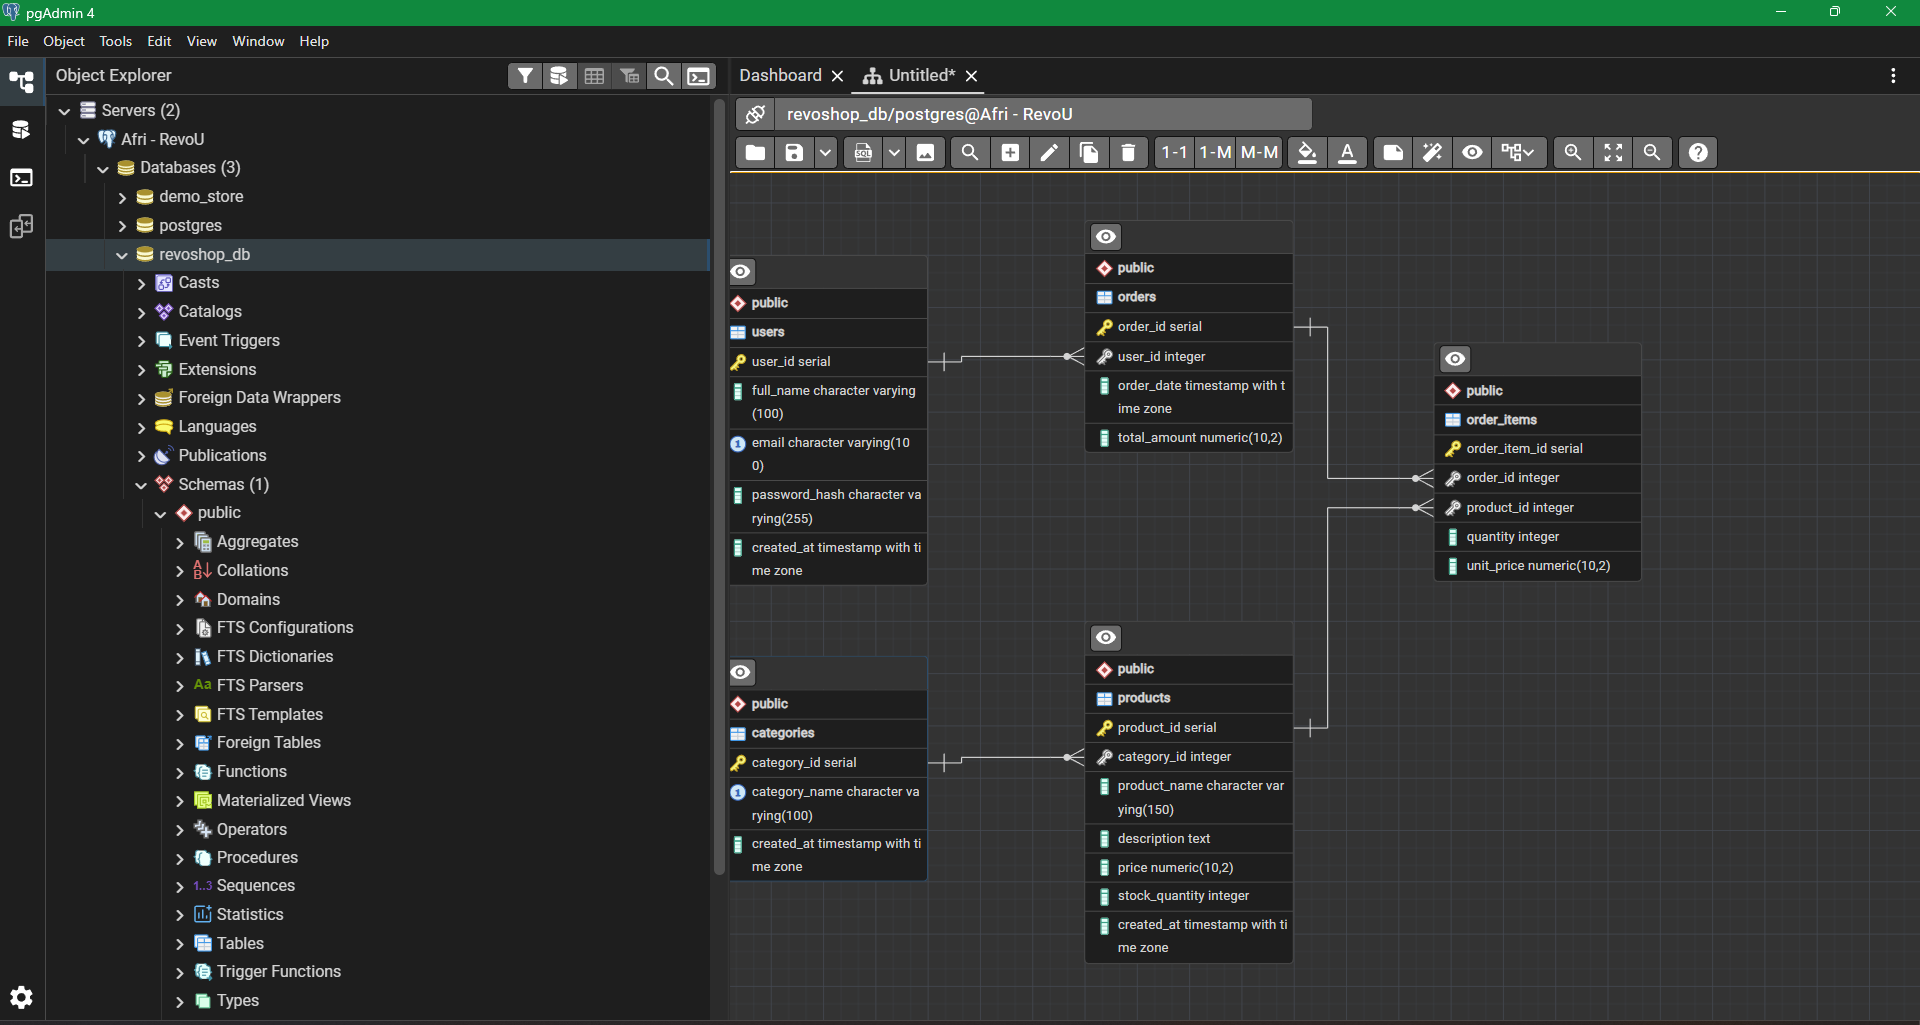 pgAdmin 4
File Object Tools Edit View Window Help
Object Explorer
Dashboard
Untitled*
revoshop_db/postgres@Afri - RevoU
SQL
1-1 1-M M-M
A
Servers (2)
Afri - RevoU
Databases (3)
demo_store
postgres
revoshop_db
Casts
Catalogs
Event Triggers
Extensions
Foreign Data Wrappers
Languages
Publications
Schemas (1)
public
Aggregates
Collations
Domains
FTS Configurations
FTS Dictionaries
Aa FTS Parsers
FTS Templates
Foreign Tables
Functions
Materialized Views
Operators
Procedures
1..3 Sequences
Statistics
Tables
Trigger Functions
Types
public
users
user_id serial
full_name character varying
(100)
1 email character varying(10
0)
password_hash character va
rying(255)
created_at timestamp with ti
me zone
public
categories
category_id serial
1 category_name character va
rying(100)
created_at timestamp with ti
me zone
public
orders
order_id serial
user_id integer
order_date timestamp with t
ime zone
total_amount numeric(10,2)
public
products
product_id serial
category_id integer
product_name character var
ying(150)
description text
price numeric(10,2)
stock_quantity integer
created_at timestamp with ti
me zone
public
order_items
order_item_id serial
order_id integer
product_id integer
quantity integer
unit_price numeric(10,2)